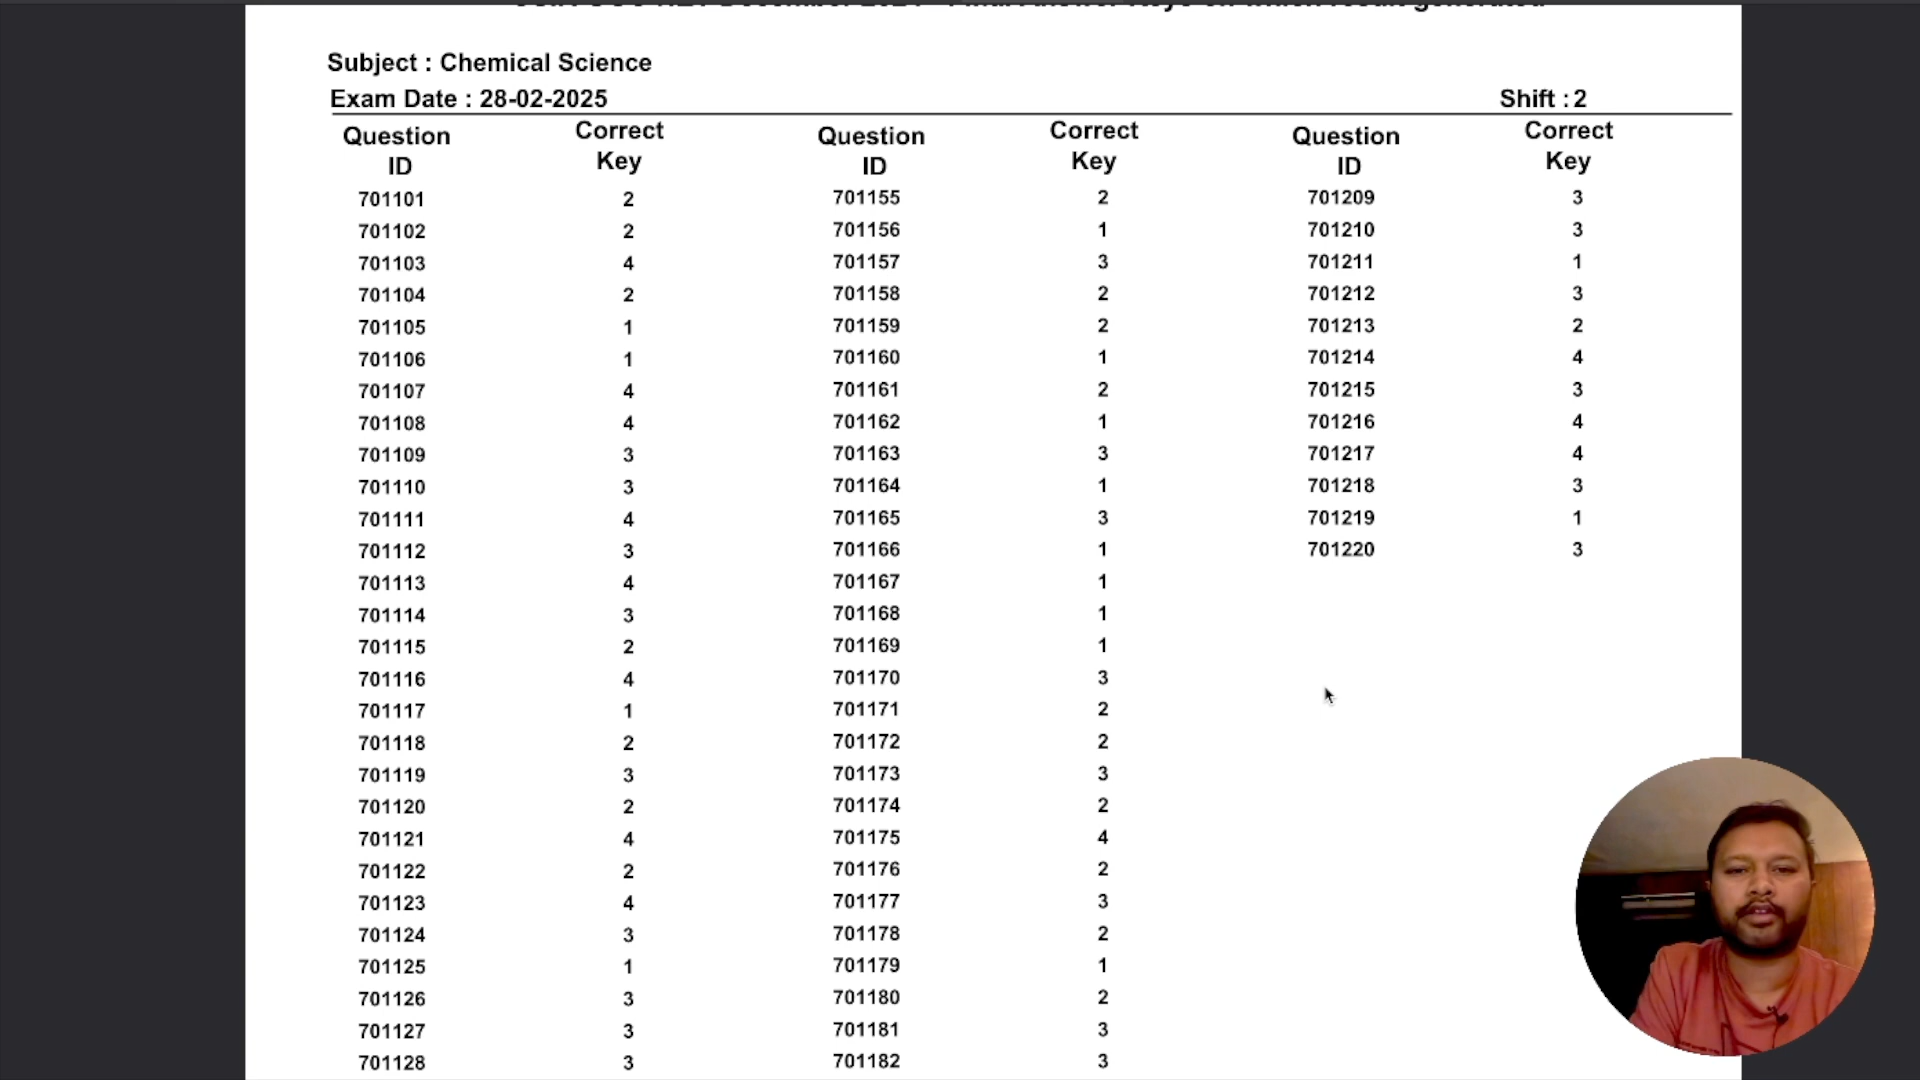 Subject : Chemical Science
Exam Date : 28-02-2025 Shift : 2
Question ID Correct Key Question ID Correct Key Question ID Correct Key
701101 2 701155 2 701209 3
701102 2 701156 1 701210 3
701103 4 701157 3 701211 1
701104 2 701158 2 701212 3
701105 1 701159 2 701213 2
701106 1 701160 1 701214 4
701107 4 701161 2 701215 3
701108 4 701162 1 701216 4
701109 3 701163 3 701217 4
701110 3 701164 1 701218 3
701111 4 701165 3 701219 1
701112 3 701166 1 701220 3
701113 4 701167 1
701114 3 701168 1
701115 2 701169 1
701116 4 701170 3
701117 1 701171 2
701118 2 701172 2
701119 3 701173 3
701120 2 701174 2
701121 4 701175 4
701122 2 701176 2
701123 4 701177 3
701124 3 701178 2
701125 1 701179 1
701126 3 701180 2
701127 3 701181 3
701128 3 701182 3